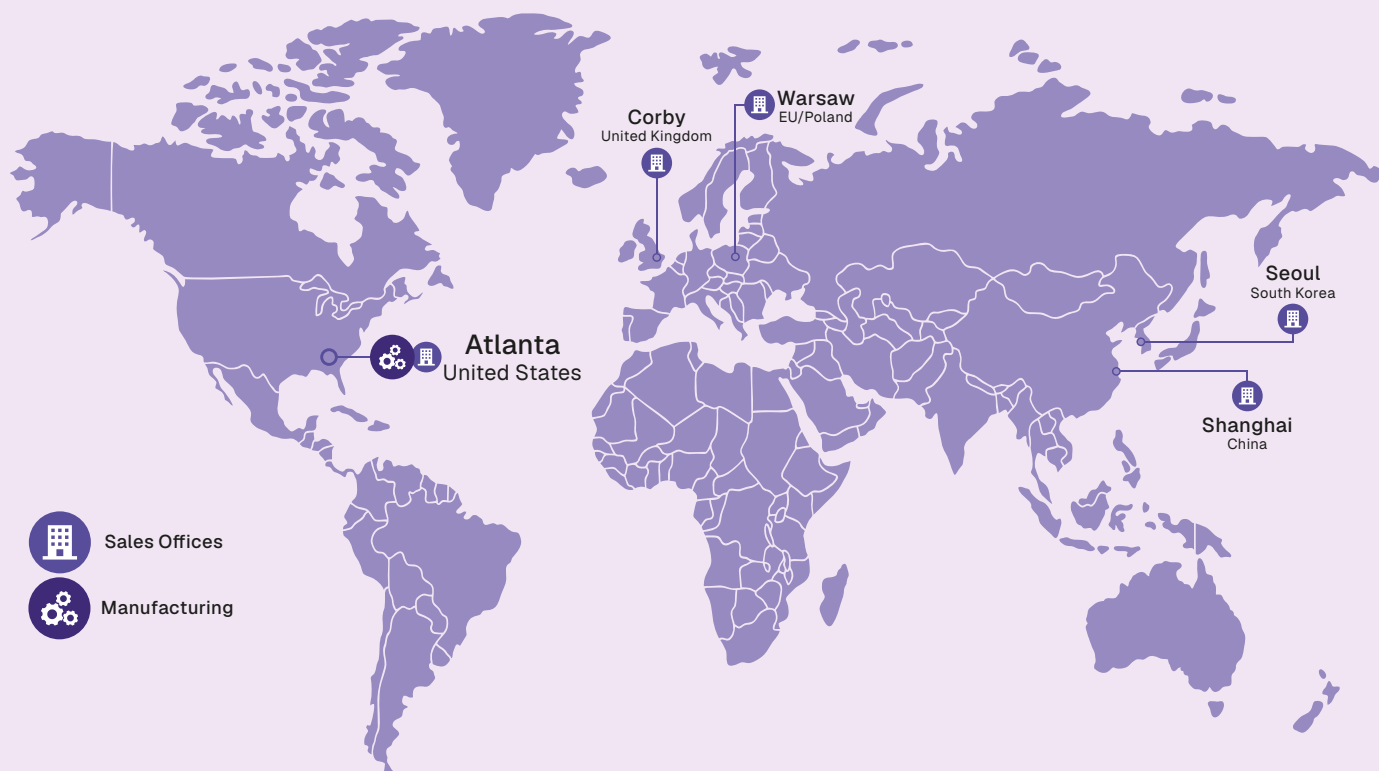 Warsaw
EU/Poland
Corby
United Kingdom
Seoul
South Korea
Atlanta
United States
Shanghai
China
Sales Offices
Manufacturing